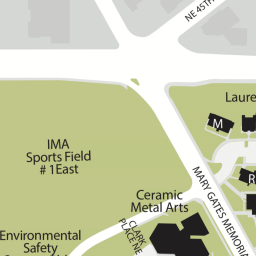 NE 45TH
Laure
M
IMA
Sports Field
# 1East
R
Ceramic
Metal Arts
MARY GATES MEMORIA
CLARK
PLACE NE
Environmental
Safety